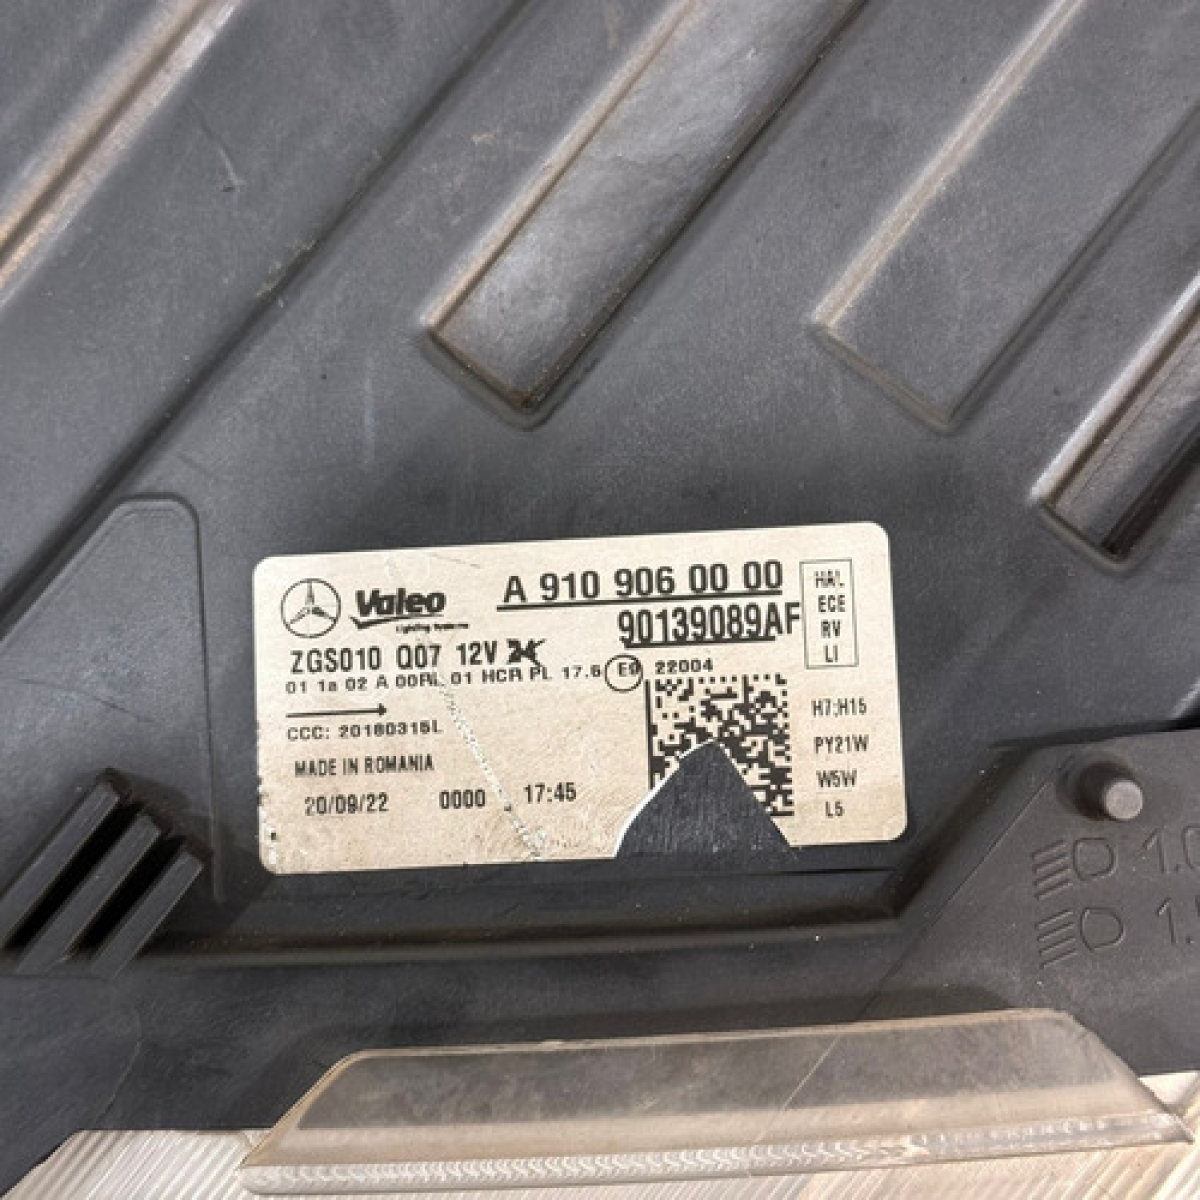 Valeo
Lighting Systems
A 910 906 00 00
90139089AF
ZGS010 Q07 12V
01 1a 02 A 00RL 01 HCR PL 17.5 E9 22004
CCC: 20180315L
MADE IN ROMANIA
20/09/22 0000 17:45
HAL
ECE
RV
LI
H7;H15
PY21W
W5W
L5
1.0